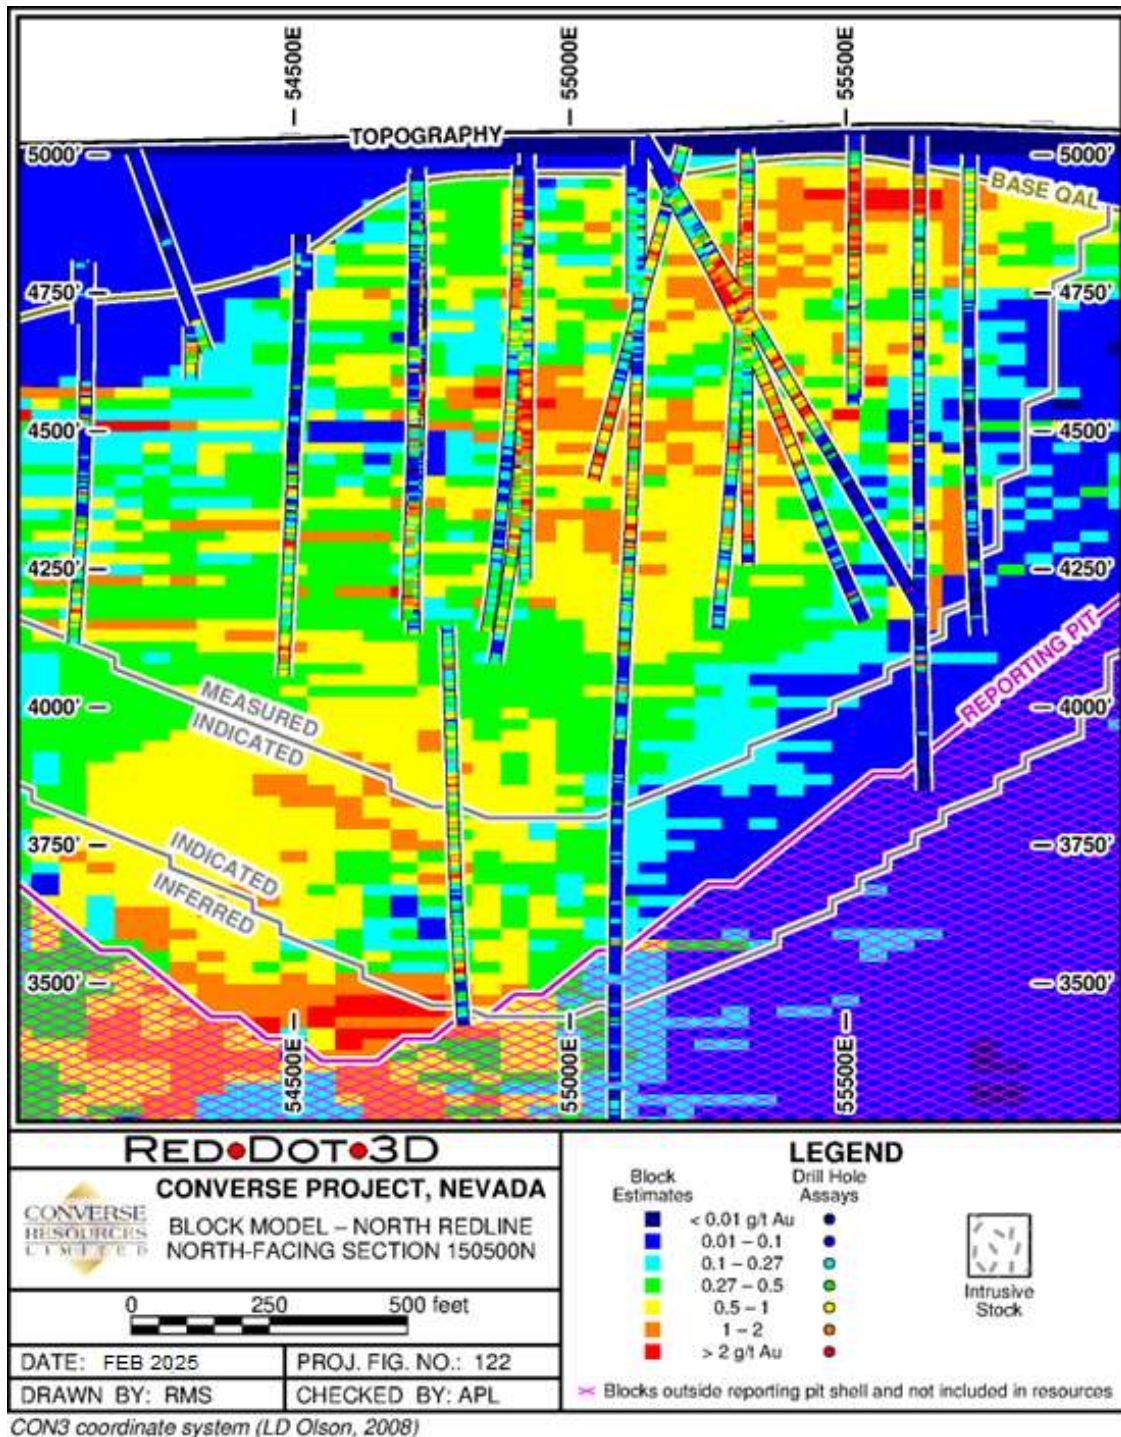 54500E
55000E
55500E
TOPOGRAPHY
5000'
5000'
BASE QAL
4750'
4750'
4500'
4500'
4250'
4250'
REPORTING PIT
MEASURED
INDICATED
4000'
4000'
INDICATED
INFERRED
3750'
3750'
3500'
3500'
54500E
55000E
55500E
RED•DOT•3D
CONVERSE
RESOURCES
LIMITED
CONVERSE PROJECT, NEVADA
BLOCK MODEL – NORTH REDLINE
NORTH-FACING SECTION 150500N
0 250 500 feet
DATE: FEB 2025
PROJ. FIG. NO.: 122
DRAWN BY: RMS
CHECKED BY: APL
LEGEND
Block
Estimates
Drill Hole
Assays
< 0.01 g/t Au
0.01 – 0.1
0.1 – 0.27
0.27 – 0.5
0.5 – 1
1 – 2
> 2 g/t Au
Intrusive
Stock
Blocks outside reporting pit shell and not included in resources
CON3 coordinate system (LD Olson, 2008)